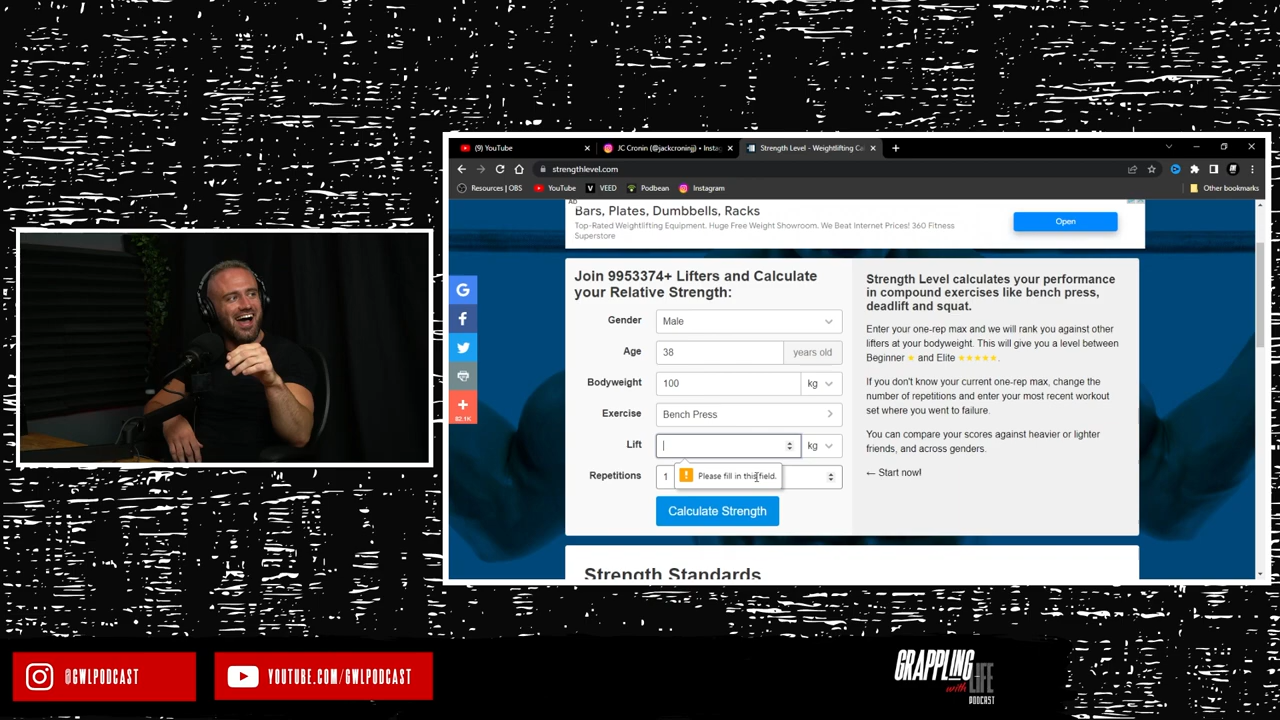 (9) YouTube
JC Cronin (@jackcroninjj) • Instag
Strength Level - Weightlifting Ca
strengthlevel.com
Resources | OBS
YouTube
VEED
Podbean
Instagram
Other bookmarks
Ad
Bars, Plates, Dumbbells, Racks
Top-Rated Weightlifting Equipment. Huge Free Weight Showroom. We Beat Internet Prices! 360 Fitness
Superstore
Open
Join 9953374+ Lifters and Calculate
your Relative Strength:
Gender
Male
Age
38
years old
Bodyweight
100
kg
Exercise
Bench Press
Lift
kg
Repetitions
1
Please fill in this field.
Calculate Strength
Strength Level calculates your performance
in compound exercises like bench press,
deadlift and squat.
Enter your one-rep max and we will rank you against other
lifters at your bodyweight. This will give you a level between
Beginner ★ and Elite ★★★★★.
If you don't know your current one-rep max, change the
number of repetitions and enter your most recent workout
set where you went to failure.
You can compare your scores against heavier or lighter
friends, and across genders.
← Start now!
82.1K
Strength Standards
@GWLPODCAST
YOUTUBE.COM/GWLPODCAST
GRAPPLING
with LIFE
PODCAST